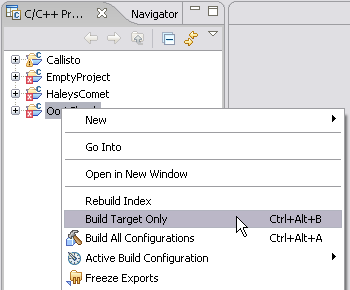 C/C++ Pr
Navigator
Callisto
EmptyProject
HaleysComet
New
Go Into
Open in New Window
Rebuild Index
Build Target Only Ctrl+Alt+B
Build All Configurations Ctrl+Alt+A
Active Build Configuration
Freeze Exports